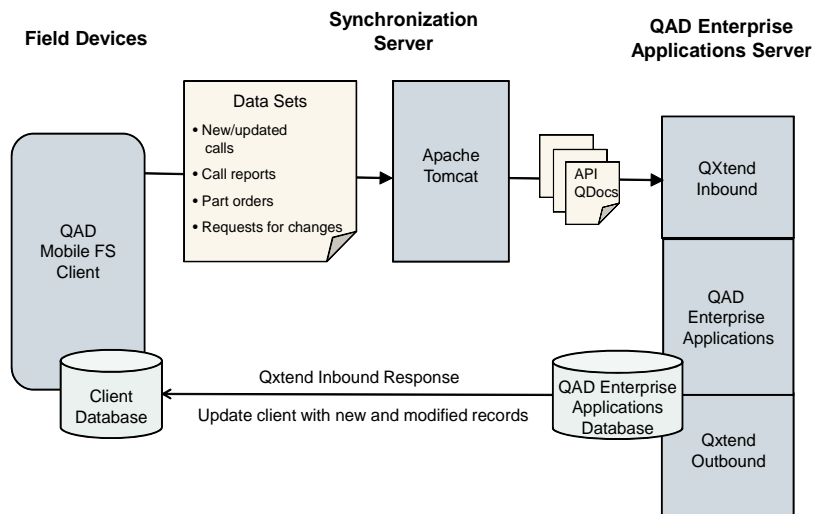 Field Devices
Synchronization
Server
QAD Enterprise
Applications Server
Data Sets
• New/updated
calls
• Call reports
• Part orders
• Requests for changes
QAD
Mobile FS
Client
Apache
Tomcat
API
QDocs
QXtend
Inbound
QAD
Enterprise
Applications
Client
Database
Qxtend Inbound Response
Update client with new and modified records
QAD Enterprise
Applications
Database
Qxtend
Outbound